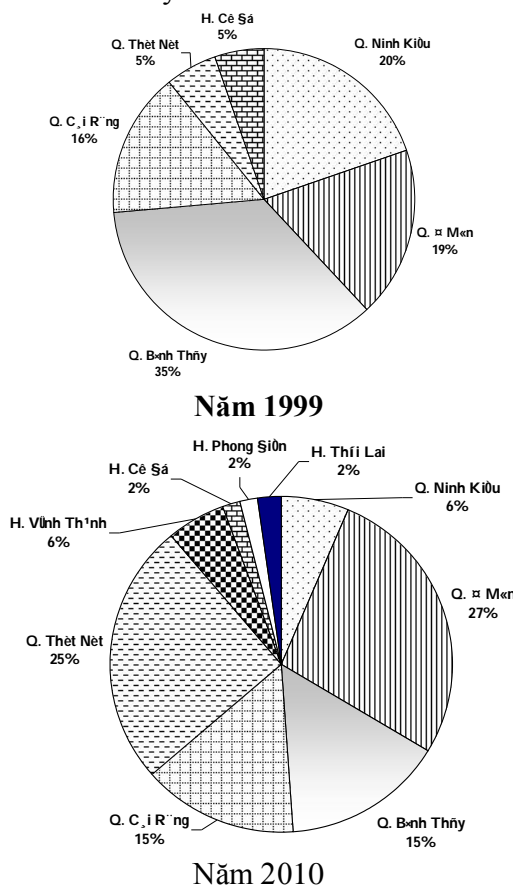 H. Cê §á
5%
Q. Thèt Nèt
5%
Q. Ninh KiÒu
20%
Q. C¸i R¨ng
16%
Q. ¤ M«n
19%
Q. B×nh Thñy
35%
Năm 1999
H. Phong §iÒn
2%
H. Thíi Lai
2%
H. Cê §á
2%
Q. Ninh KiÒu
6%
H. VÜnh Th¹nh
6%
Q. ¤ M«n
27%
Q. Thèt Nèt
25%
Q. C¸i R¨ng
15%
Q. B×nh Thñy
15%
Năm 2010